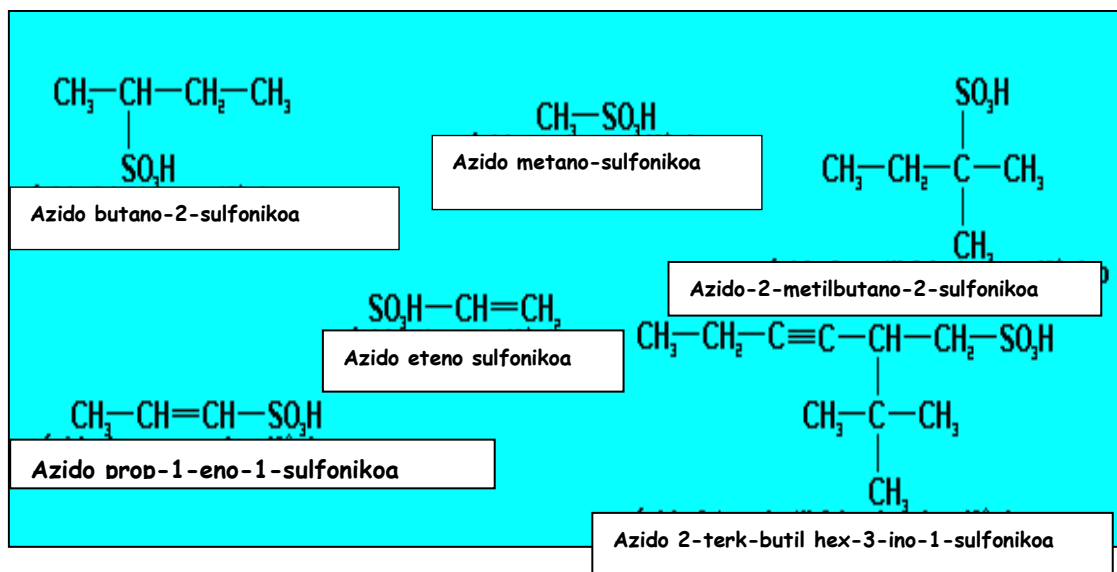 CH₃—CH—CH₂—CH₃
SO₃H
Azido butano-2-sulfonikoa
CH₃—SO₃H
Azido metano-sulfonikoa
SO₃H
CH₃—CH₂—C—CH₃
CH₃
Azido-2-metilbutano-2-sulfonikoa
SO₃H—CH=CH₂
Azido eteno sulfonikoa
CH₃—CH₂—C≡C—CH—CH₂—SO₃H
CH₃—C—CH₃
CH₃
Azido 2-terk-butil hex-3-ino-1-sulfonikoa
CH₃—CH=CH—SO₃H
Azido prop-1-eno-1-sulfonikoa